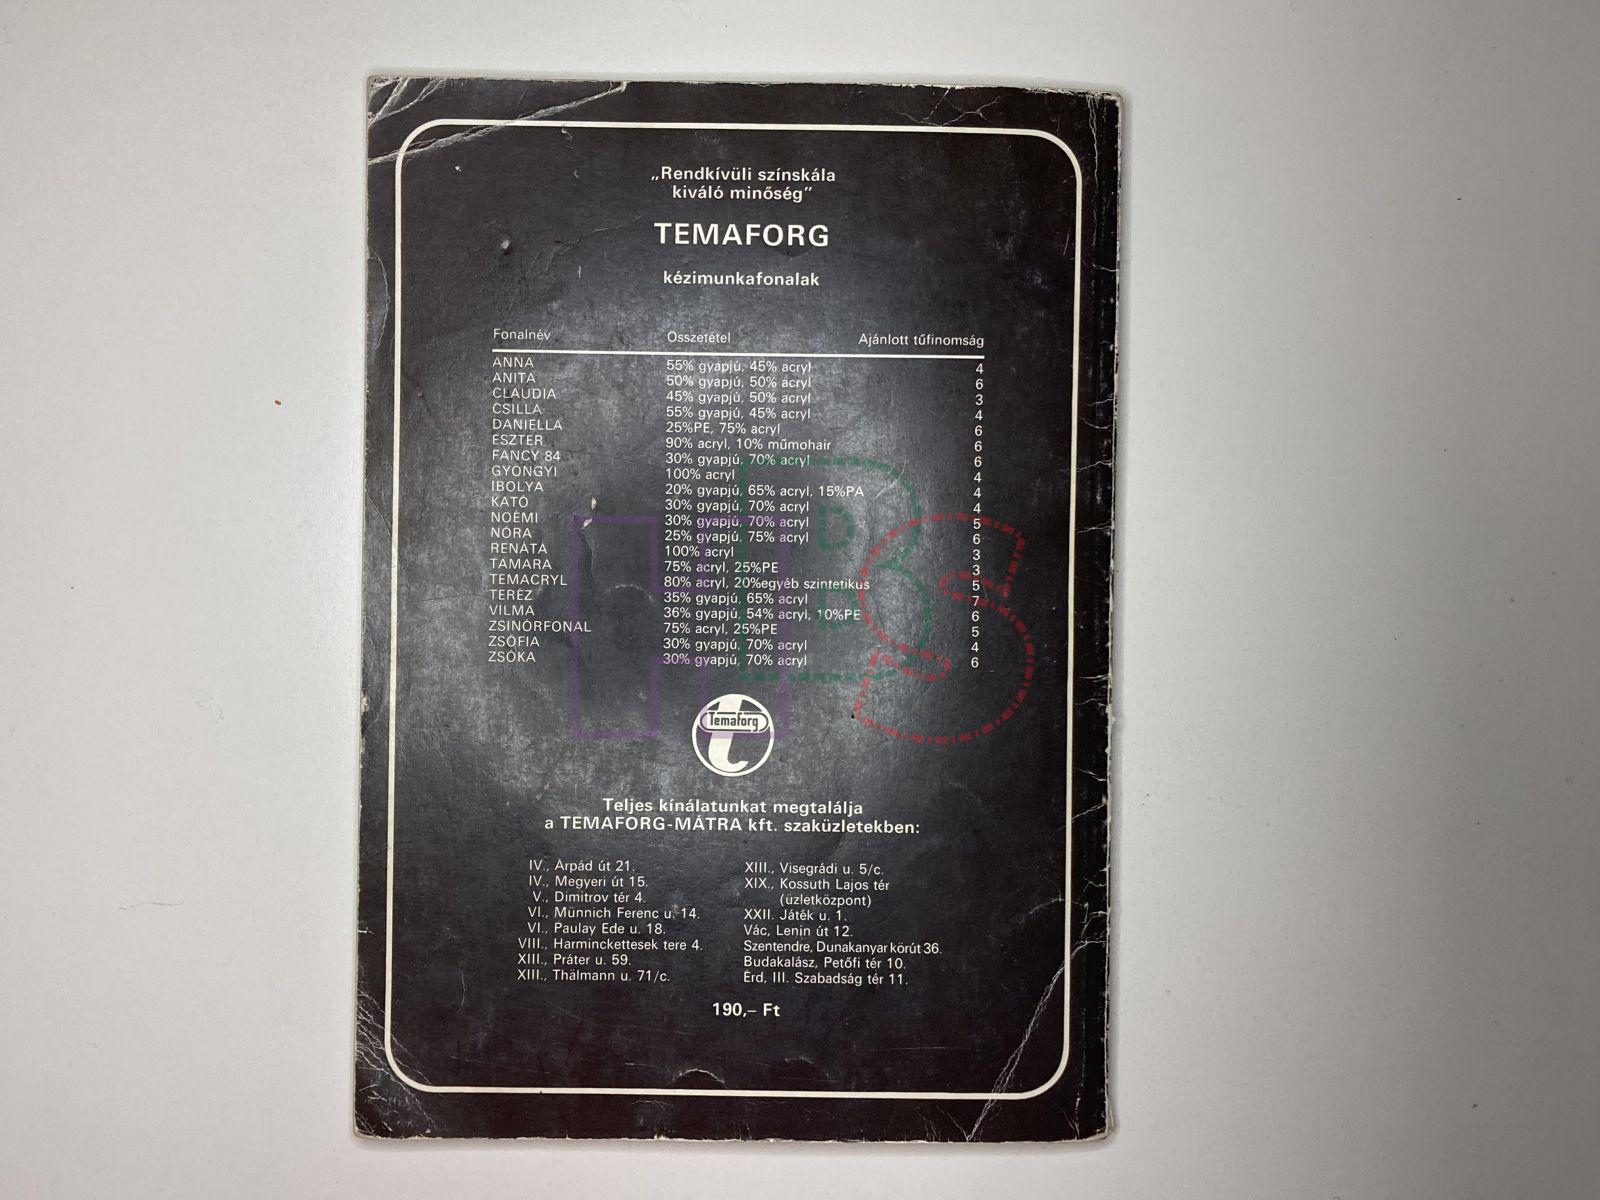 „Rendkívüli színskála
kiváló minőség”
TEMAFORG
kézimunkafonalak
Fonalnév Összetétel Ajánlott tűfinomság
ANNA 55% gyapjú, 45% acryl 4
ANITA 50% gyapjú, 50% acryl 6
CLAUDIA 45% gyapjú, 50% acryl 3
CSILLA 55% gyapjú, 45% acryl 4
DANIELLA 25%PE, 75% acryl 6
ESZTER 90% acryl, 10% műmohair 6
FANCY 84 30% gyapjú, 70% acryl 6
GYÖNGYI 100% acryl 4
IBOLYA 20% gyapjú, 65% acryl, 15%PA 4
KATÓ 30% gyapjú, 70% acryl 4
NOÉMI 30% gyapjú, 70% acryl 5
NÓRA 25% gyapjú, 75% acryl 6
RENÁTA 100% acryl 3
TAMARA 75% acryl, 25%PE 3
TEMACRYL 80% acryl, 20%egyéb szintetikus 5
TERÉZ 35% gyapjú, 65% acryl 7
VILMA 36% gyapjú, 54% acryl, 10%PE 6
ZSINÓRFONAL 75% acryl, 25%PE 5
ZSÓFIA 30% gyapjú, 70% acryl 4
ZSÓKA 30% gyapjú, 70% acryl 6
HBS
Temaforg
t
Teljes kínálatunkat megtalálja
a TEMAFORG-MÁTRA kft. szaküzletekben:
IV., Árpád út 21.
IV., Megyeri út 15.
V., Dimitrov tér 4.
VI., Münnich Ferenc u. 14.
VI., Paulay Ede u. 18.
VIII., Harminckettesek tere 4.
XIII., Práter u. 59.
XIII., Thälmann u. 71/c.
XIII., Visegrádi u. 5/c.
XIX., Kossuth Lajos tér
(üzletközpont)
XXII. Játék u. 1.
Vác, Lenin út 12.
Szentendre, Dunakanyar körút 36.
Budakalász, Petőfi tér 10.
Érd, III. Szabadság tér 11.
190,– Ft